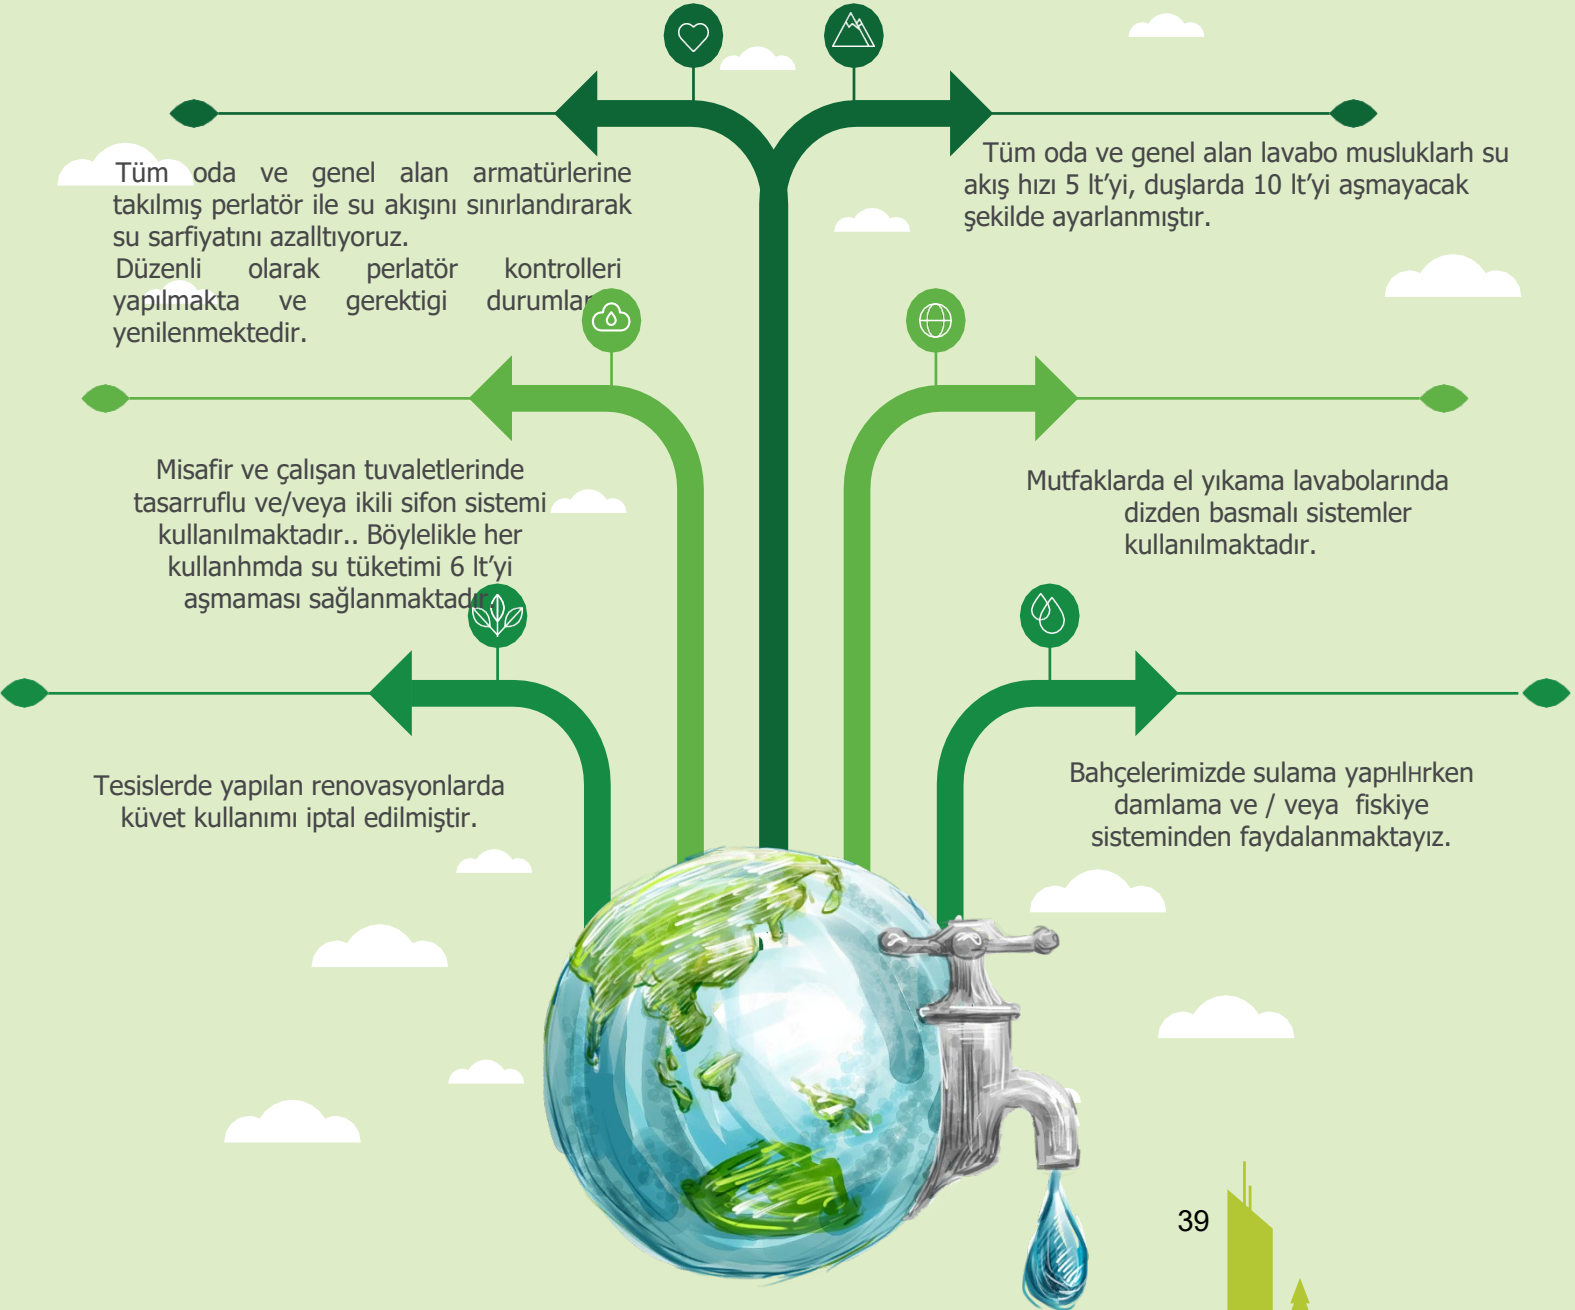 Tüm oda ve genel alan armatürlerine
takılmış perlatör ile su akışını sınırlandırarak
su sarfiyatını azalltıyoruz.
Düzenli olarak perlatör kontrolleri
yapılmakta ve gerektigi durumlar
yenilenmektedir.
Tüm oda ve genel alan lavabo musluklarh su
akış hızı 5 lt’yi, duşlarda 10 lt’yi aşmayacak
şekilde ayarlanmıştır.
Misafir ve çalışan tuvaletlerinde
tasarruflu ve/veya ikili sifon sistemi
kullanılmaktadır.. Böylelikle her
kullanhmda su tüketimi 6 lt’yi
aşmaması sağlanmaktadır.
Mutfaklarda el yıkama lavabolarında
dizden basmalı sistemler
kullanılmaktadır.
Tesislerde yapılan renovasyonlarda
küvet kullanımı iptal edilmiştir.
Bahçelerimizde sulama yapнlнrken
damlama ve / veya fiskiye
sisteminden faydalanmaktayız.
39